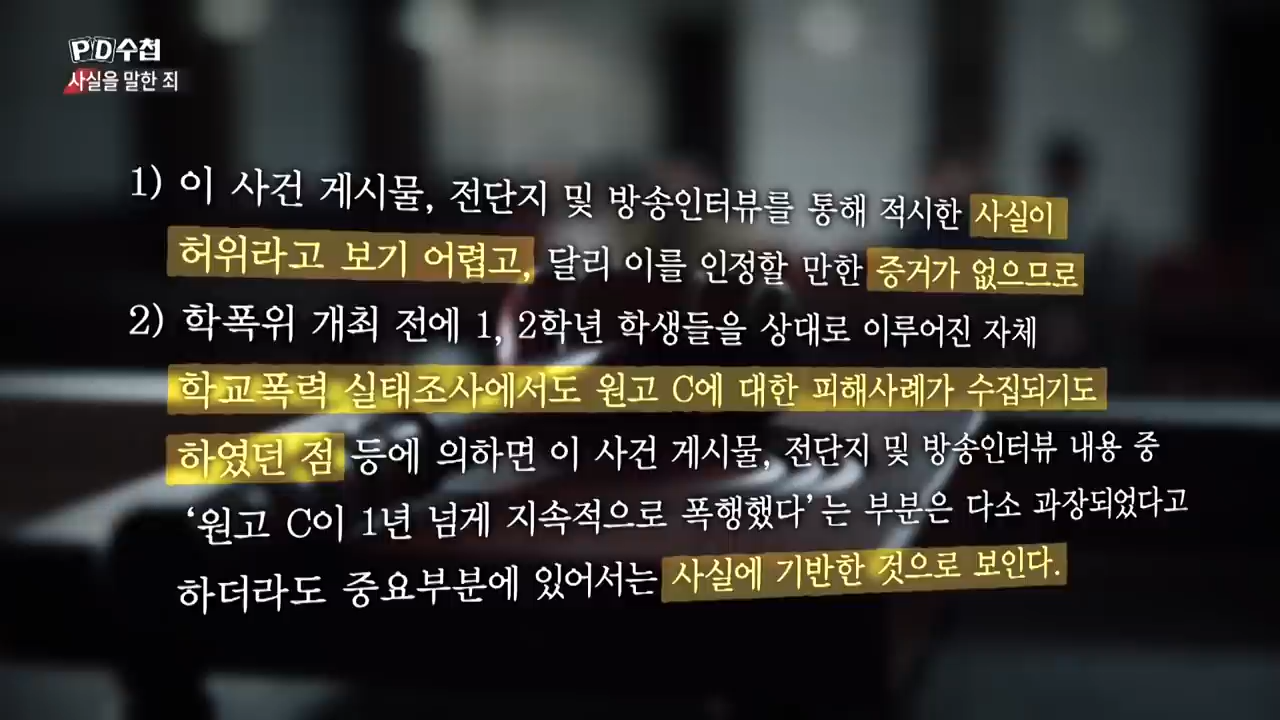 PD수첩
사실을 말한 죄
1) 이 사건 게시물, 전단지 및 방송인터뷰를 통해 적시한 사실이
허위라고 보기 어렵고, 달리 이를 인정할 만한 증거가 없으므로
2) 학폭위 개최 전에 1, 2학년 학생들을 상대로 이루어진 자체
학교폭력 실태조사에서도 원고 C에 대한 피해사례가 수집되기도
하였던 점 등에 의하면 이 사건 게시물, 전단지 및 방송인터뷰 내용 중
‘원고 C이 1년 넘게 지속적으로 폭행했다’는 부분은 다소 과장되었다고
하더라도 중요부분에 있어서는 사실에 기반한 것으로 보인다.